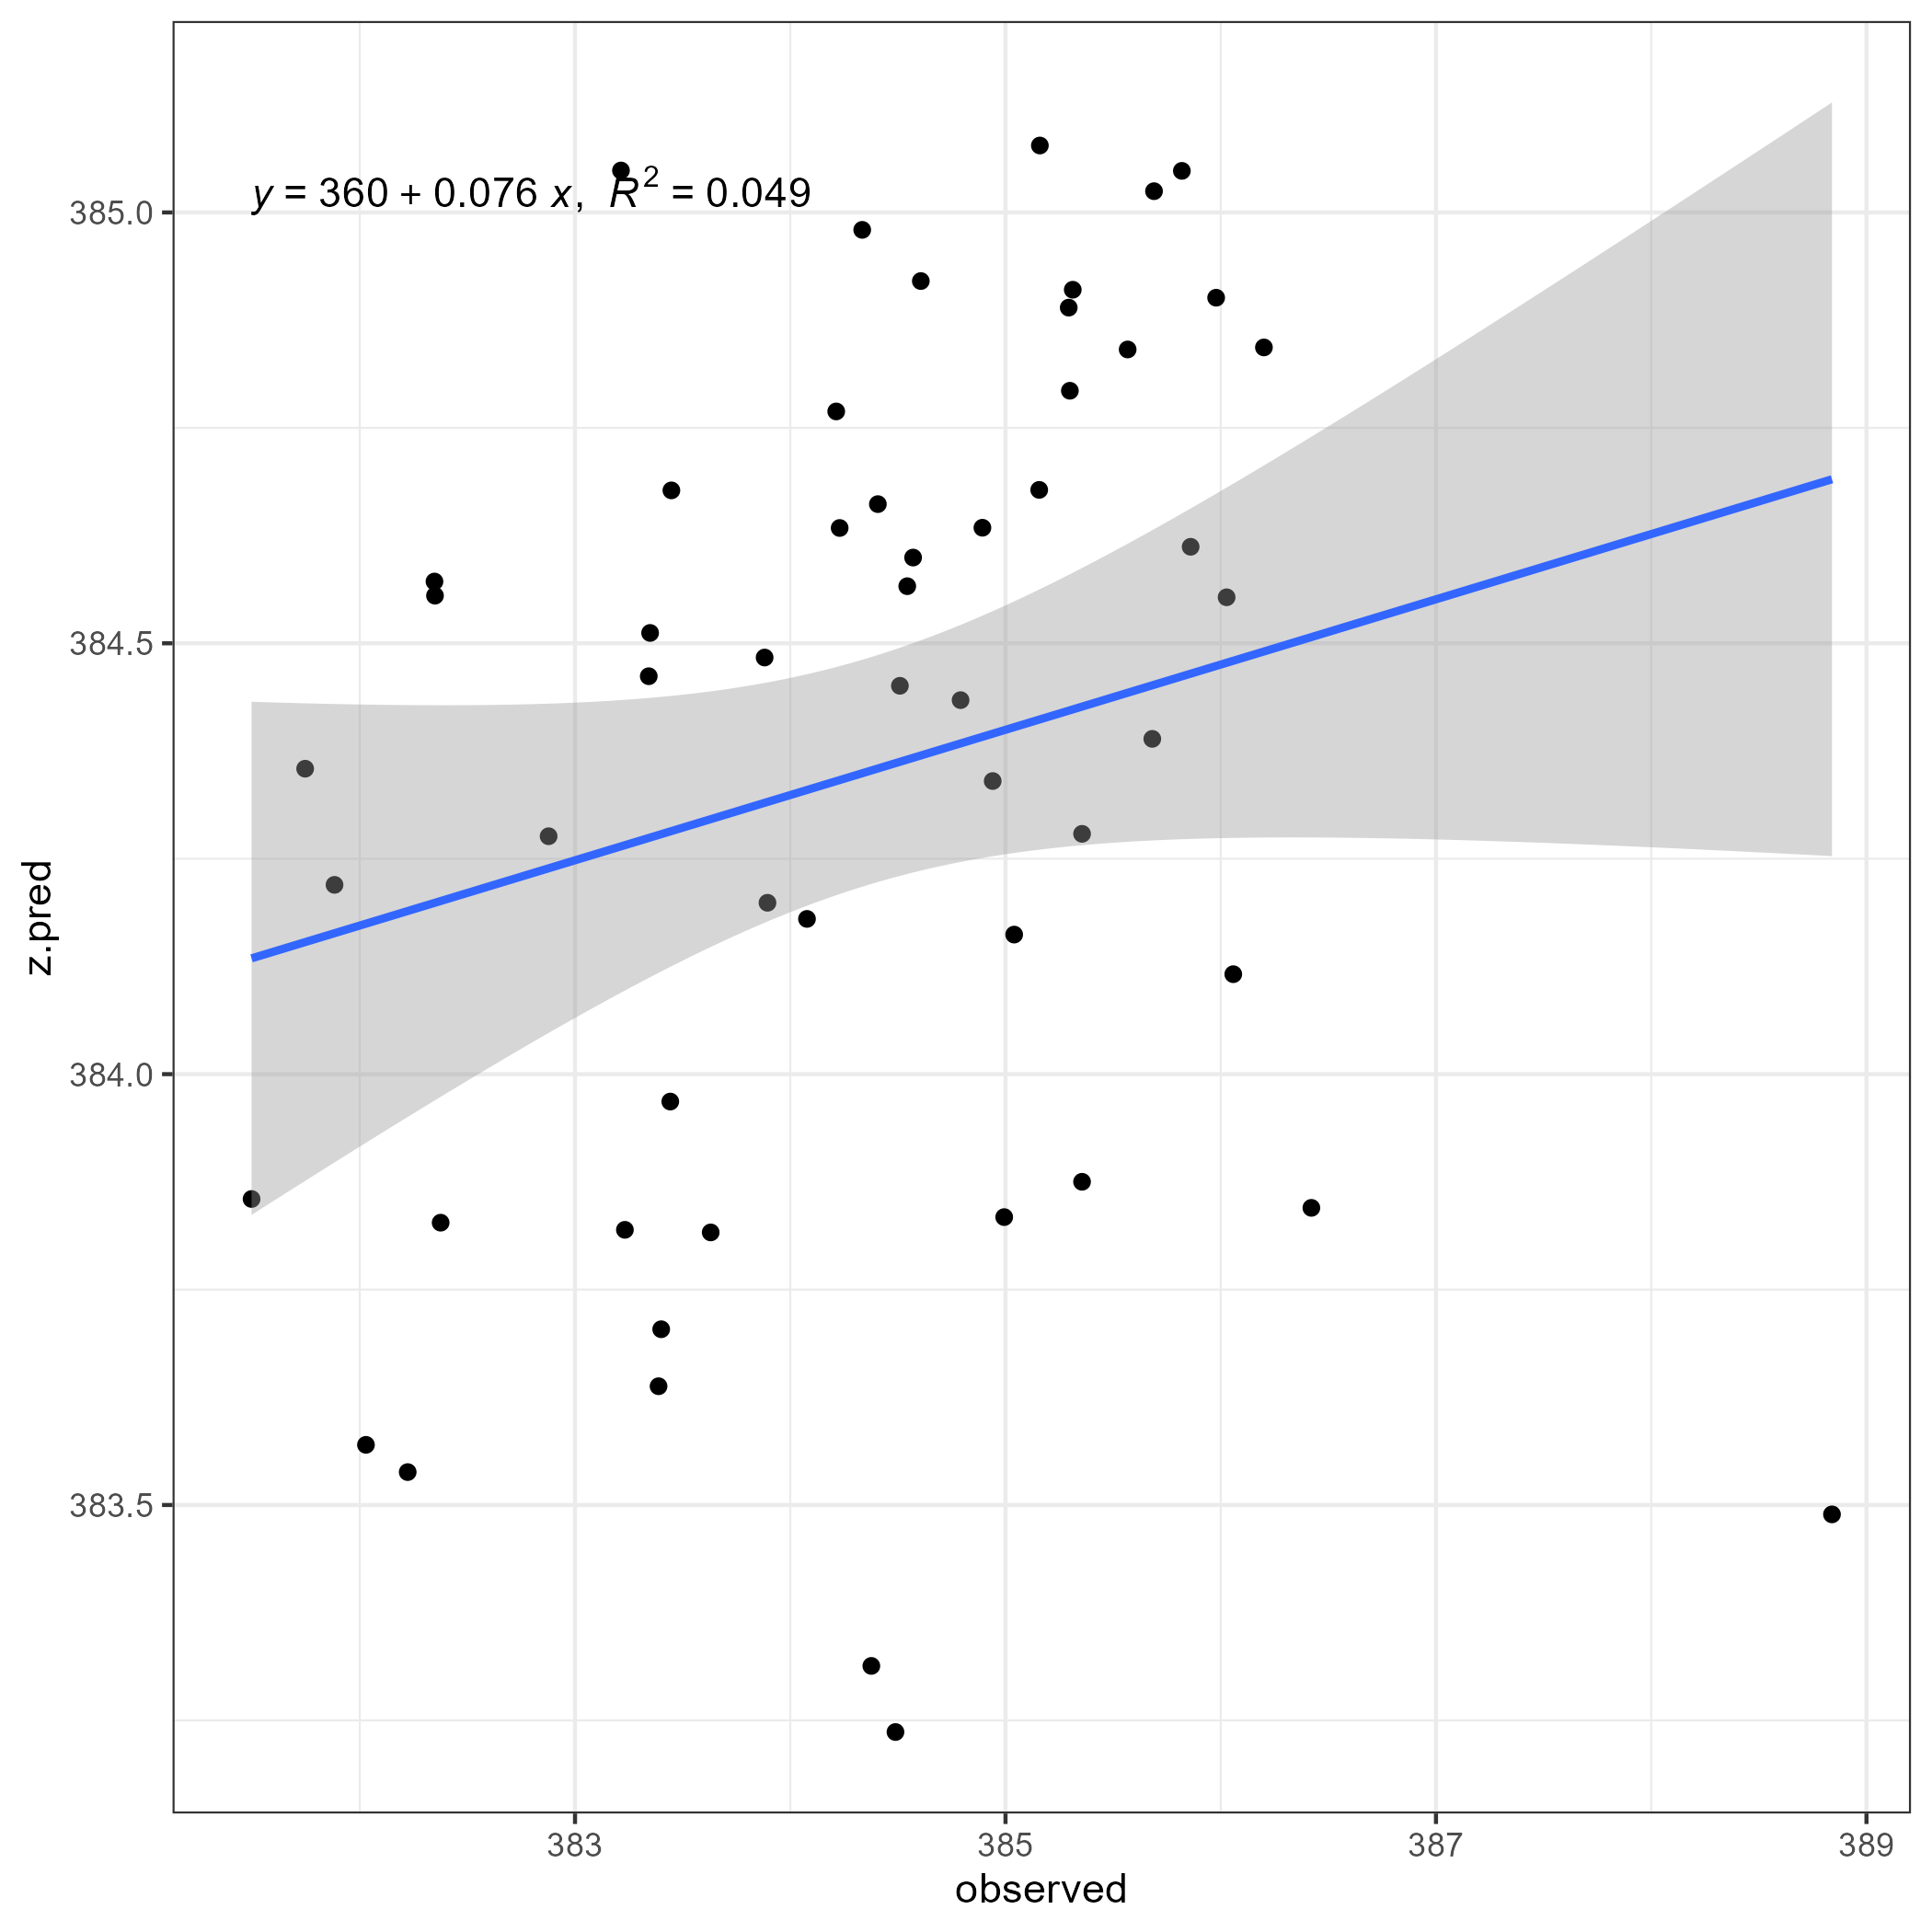 y = 360 + 0.076 x, R² = 0.049
385.0
384.5
384.0
383.5
z.pred
383 385 387 389
observed